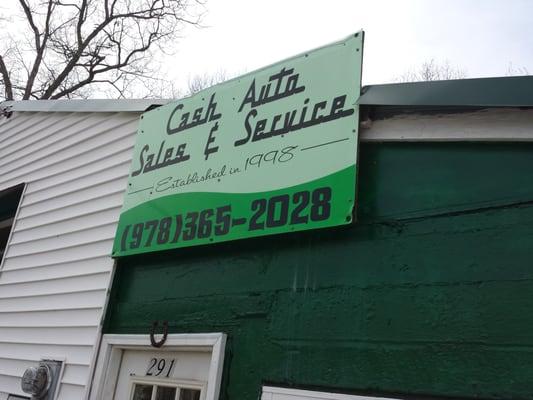 Cash Auto
Sales & Service
Established in 1998
(978)365-2028
291